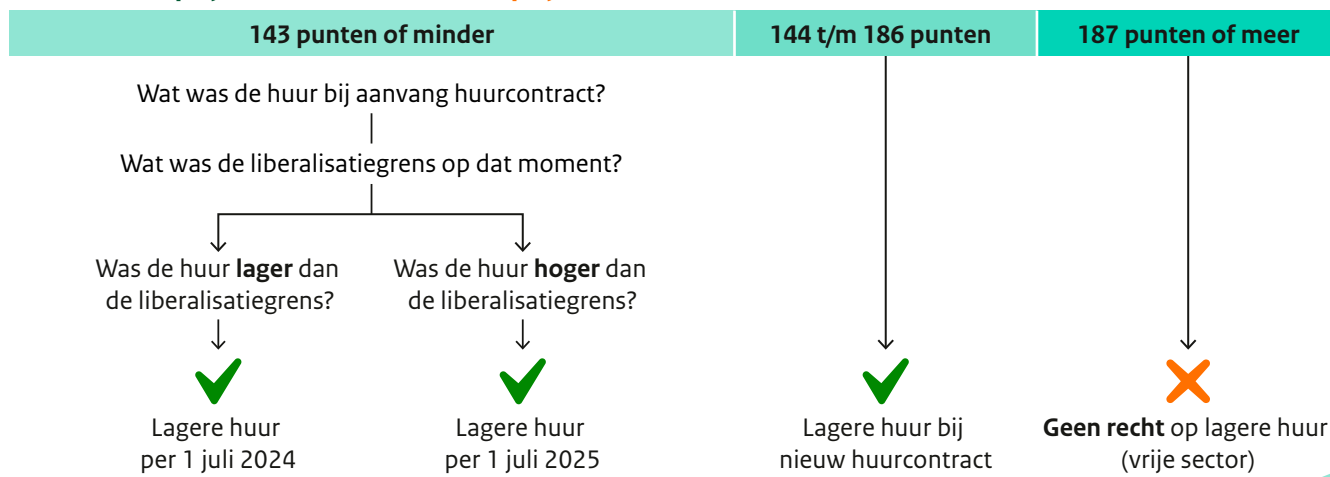 143 punten of minder
144 t/m 186 punten
187 punten of meer
Wat was de huur bij aanvang huurcontract?
Wat was de liberalisatiegrens op dat moment?
Was de huur lager dan
de liberalisatiegrens?
Was de huur hoger dan
de liberalisatiegrens?
Lagere huur
per 1 juli 2024
Lagere huur
per 1 juli 2025
Lagere huur bij
nieuw huurcontract
Geen recht op lagere huur
(vrije sector)